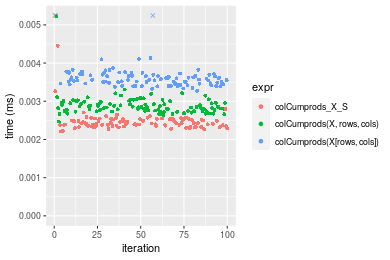 0.005
0.004
0.003
0.002
0.001
0.000
time (ms)
0
25
50
75
100
iteration
expr
colCumprods_X_S
colCumprods(X, rows, cols)
colCumprods(X[rows, cols])